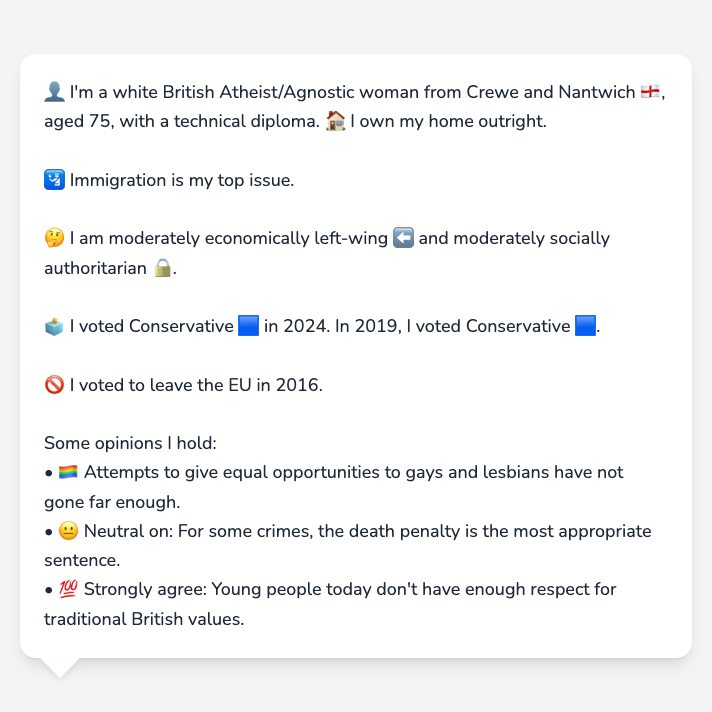 👤 I'm a white British Atheist/Agnostic woman from Crewe and Nantwich 🏴󠁧󠁢󠁥󠁮󠁧󠁿,
aged 75, with a technical diploma. 🏠 I own my home outright.
🛂 Immigration is my top issue.
🤔 I am moderately economically left-wing ⬅️ and moderately socially
authoritarian 🔒.
🗳️ I voted Conservative 🟦 in 2024. In 2019, I voted Conservative 🟦.
🚫 I voted to leave the EU in 2016.
Some opinions I hold:
• 🏳️‍🌈 Attempts to give equal opportunities to gays and lesbians have not
gone far enough.
• 😐 Neutral on: For some crimes, the death penalty is the most appropriate
sentence.
• 💯 Strongly agree: Young people today don't have enough respect for
traditional British values.